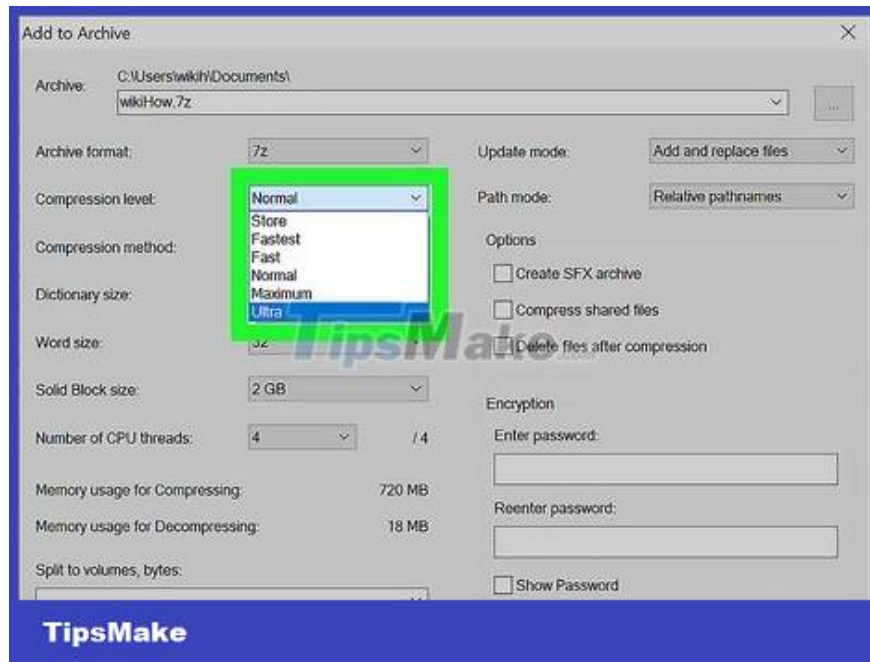 Add to Archive
Archive: C:\Users\wikih\Documents\
wikiHow.7z
...
Archive format: 7z
Update mode: Add and replace files
Compression level: Normal
Path mode: Relative pathnames
Store
Fastest
Fast
Normal
Maximum
Ultra
Compression method:
Dictionary size:
Options
Create SFX archive
Compress shared files
Delete files after compression
Word size: 32
Solid Block size: 2 GB
Number of CPU threads: 4 / 4
Memory usage for Compressing: 720 MB
Memory usage for Decompressing: 18 MB
Split to volumes, bytes:
Encryption
Enter password:
Reenter password:
Show Password
TipsMake
TipsMake